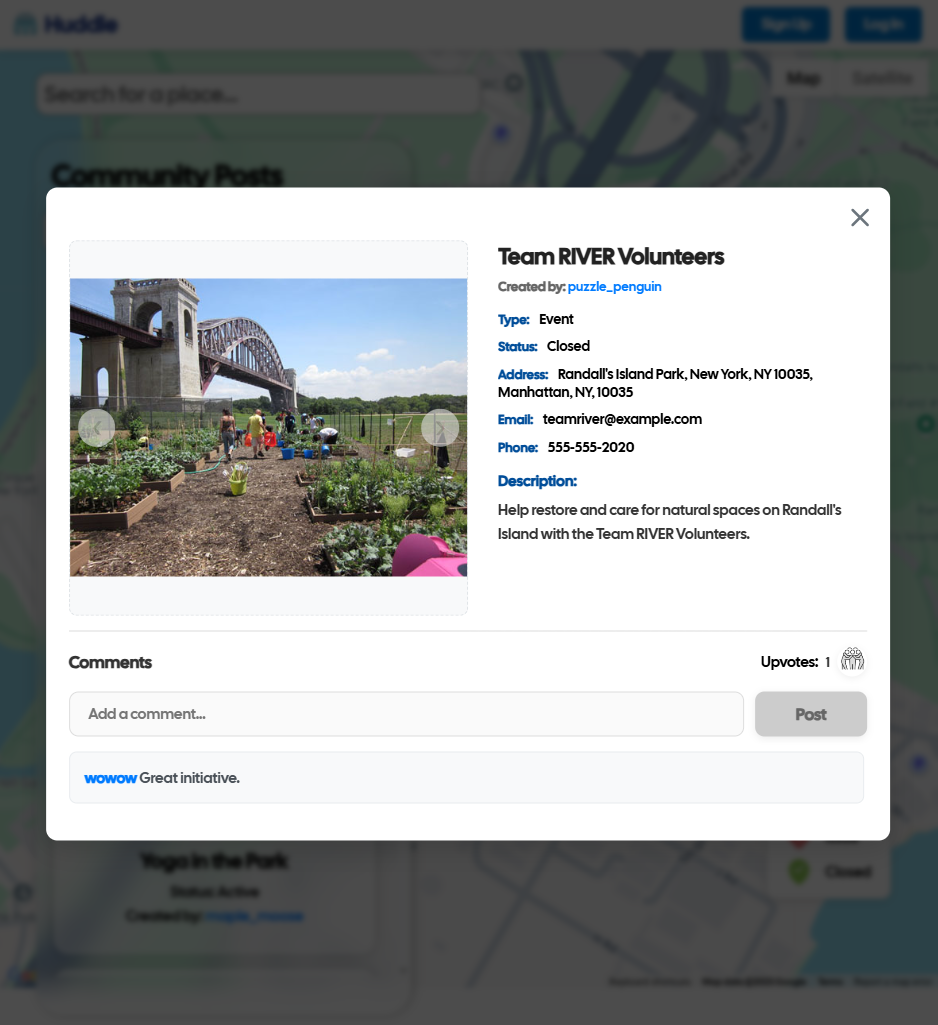 Huddle
Sign Up
Log In
Search for a place...
Map
Satellite
Community Posts
Team RIVER Volunteers
Created by: puzzle_penguin
Type: Event
Status: Closed
Address: Randall's Island Park, New York, NY 10035,
Manhattan, NY, 10035
Email: teamriver@example.com
Phone: 555-555-2020
Description:
Help restore and care for natural spaces on Randall's
Island with the Team RIVER Volunteers.
Comments
Upvotes: 1
Add a comment...
Post
wowow Great initiative.
Yoga in the Park
Status: Active
Created by: maple_moose
Closed